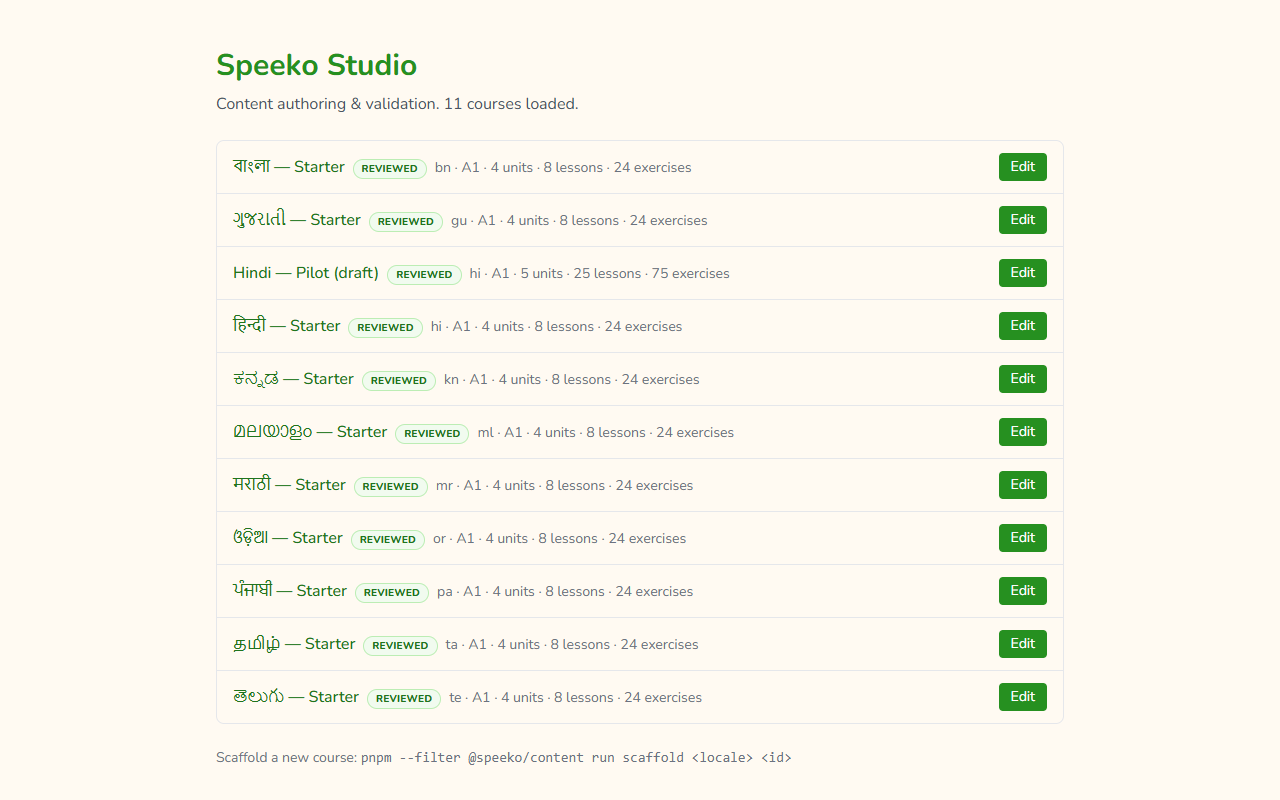 Speeko Studio
Content authoring & validation. 11 courses loaded.
বাংলা — Starter REVIEWED bn · A1 · 4 units · 8 lessons · 24 exercises Edit
ગુજરાતી — Starter REVIEWED gu · A1 · 4 units · 8 lessons · 24 exercises Edit
Hindi — Pilot (draft) REVIEWED hi · A1 · 5 units · 25 lessons · 75 exercises Edit
हिन्दी — Starter REVIEWED hi · A1 · 4 units · 8 lessons · 24 exercises Edit
ಕನ್ನಡ — Starter REVIEWED kn · A1 · 4 units · 8 lessons · 24 exercises Edit
മലയാളം — Starter REVIEWED ml · A1 · 4 units · 8 lessons · 24 exercises Edit
मराठी — Starter REVIEWED mr · A1 · 4 units · 8 lessons · 24 exercises Edit
ଓଡ଼ିଆ — Starter REVIEWED or · A1 · 4 units · 8 lessons · 24 exercises Edit
ਪੰਜਾਬੀ — Starter REVIEWED pa · A1 · 4 units · 8 lessons · 24 exercises Edit
தமிழ் — Starter REVIEWED ta · A1 · 4 units · 8 lessons · 24 exercises Edit
తెలుగు — Starter REVIEWED te · A1 · 4 units · 8 lessons · 24 exercises Edit
Scaffold a new course: pnpm --filter @speeko/content run scaffold <locale> <id>